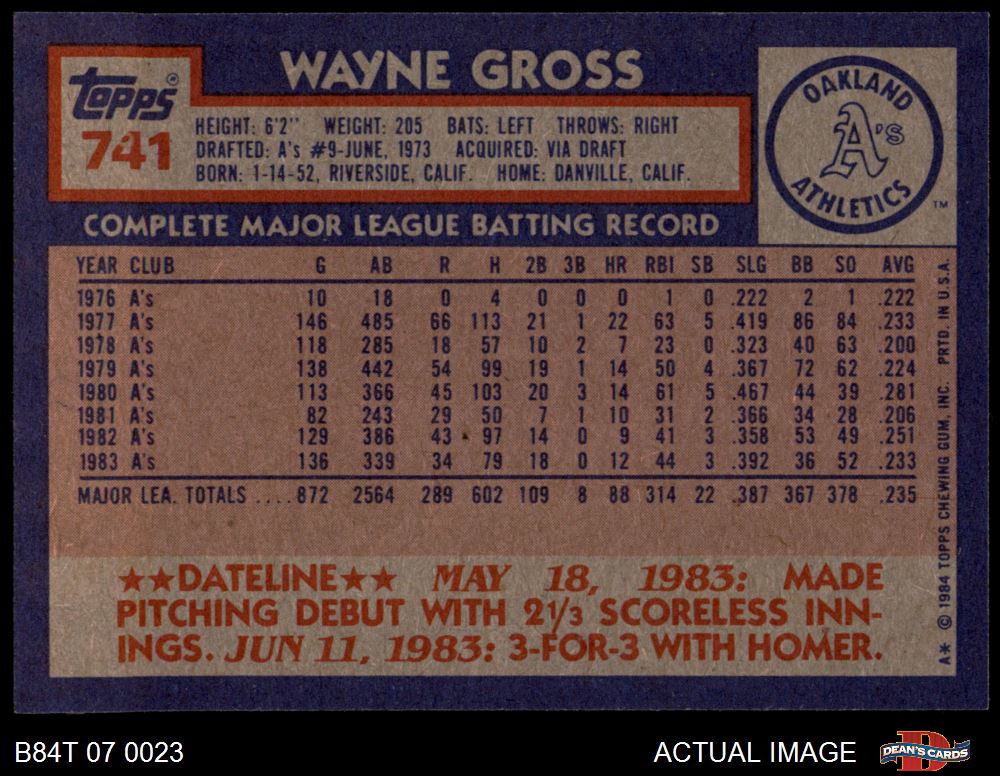 WAYNE GROSS
Topps®
741
HEIGHT: 6'2" WEIGHT: 205 BATS: LEFT THROWS: RIGHT
DRAFTED: A's #9-JUNE, 1973 ACQUIRED: VIA DRAFT
BORN: 1-14-52, RIVERSIDE, CALIF. HOME: DANVILLE, CALIF.
OAKLAND
A's
ATHLETICS
TM
COMPLETE MAJOR LEAGUE BATTING RECORD
YEAR CLUB G AB R H 2B 3B HR RBI SB SLG BB SO AVG
1976 A's 10 18 0 4 0 0 0 1 0 .222 2 1 .222
1977 A's 146 485 66 113 21 1 22 63 5 .419 86 84 .233
1978 A's 118 285 18 57 10 2 7 23 0 .323 40 63 .200
1979 A's 138 442 54 99 19 1 14 50 4 .367 72 62 .224
1980 A's 113 366 45 103 20 3 14 61 5 .467 44 39 .281
1981 A's 82 243 29 50 7 1 10 31 2 .366 34 28 .206
1982 A's 129 386 43 97 14 0 9 41 3 .358 53 49 .251
1983 A's 136 339 34 79 18 0 12 44 3 .392 36 52 .233
MAJOR LEA. TOTALS ....872 2564 289 602 109 8 88 314 22 .387 367 378 .235
★★DATELINE★★ MAY 18, 1983: MADE
PITCHING DEBUT WITH 2 1/3 SCORELESS INN-
INGS. JUN 11, 1983: 3-FOR-3 WITH HOMER.
A* © 1984 TOPPS CHEWING GUM, INC. PRTD. IN U.S.A.
B84T 07 0023
ACTUAL IMAGE
D
DEAN'S CARDS